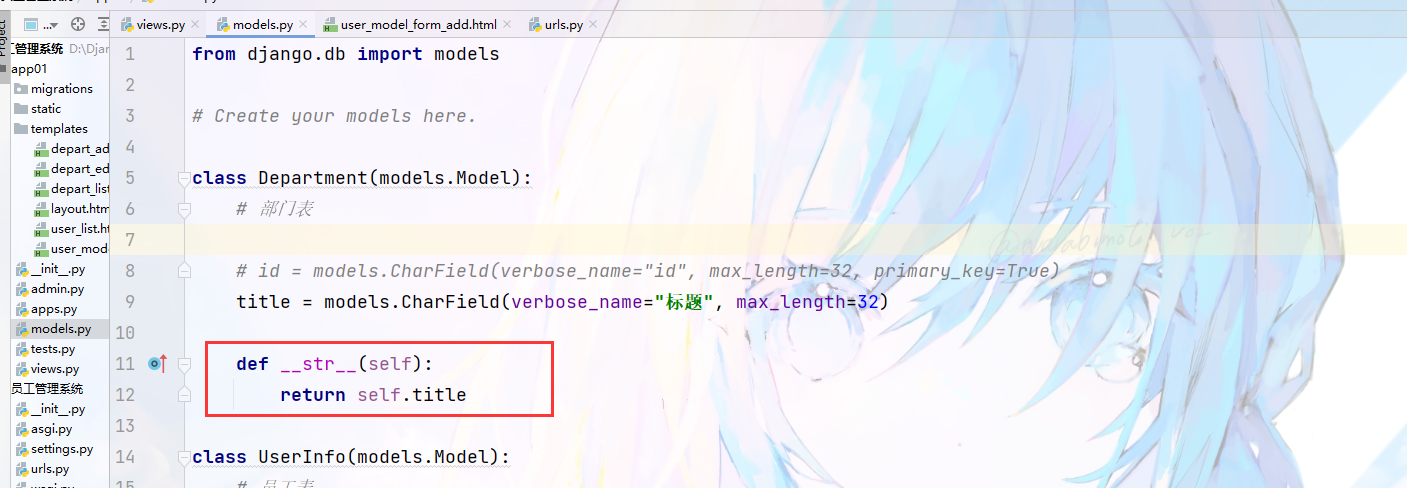 views.py
models.py
user_model_form_add.html
urls.py
Project
工管理系统 D:\Djan
app01
migrations
static
templates
depart_ad
depart_ed
depart_list
layout.htm
user_list.ht
user_mode
__init__.py
admin.py
apps.py
models.py
tests.py
views.py
员工管理系统
__init__.py
asgi.py
settings.py
urls.py
1 from django.db import models
2
3 # Create your models here.
4
5 class Department(models.Model):
6 # 部门表
7
8 # id = models.CharField(verbose_name="id", max_length=32, primary_key=True)
9 title = models.CharField(verbose_name="标题", max_length=32)
10
11 def __str__(self):
12 return self.title
13
14 class UserInfo(models.Model):
15 # 员工表